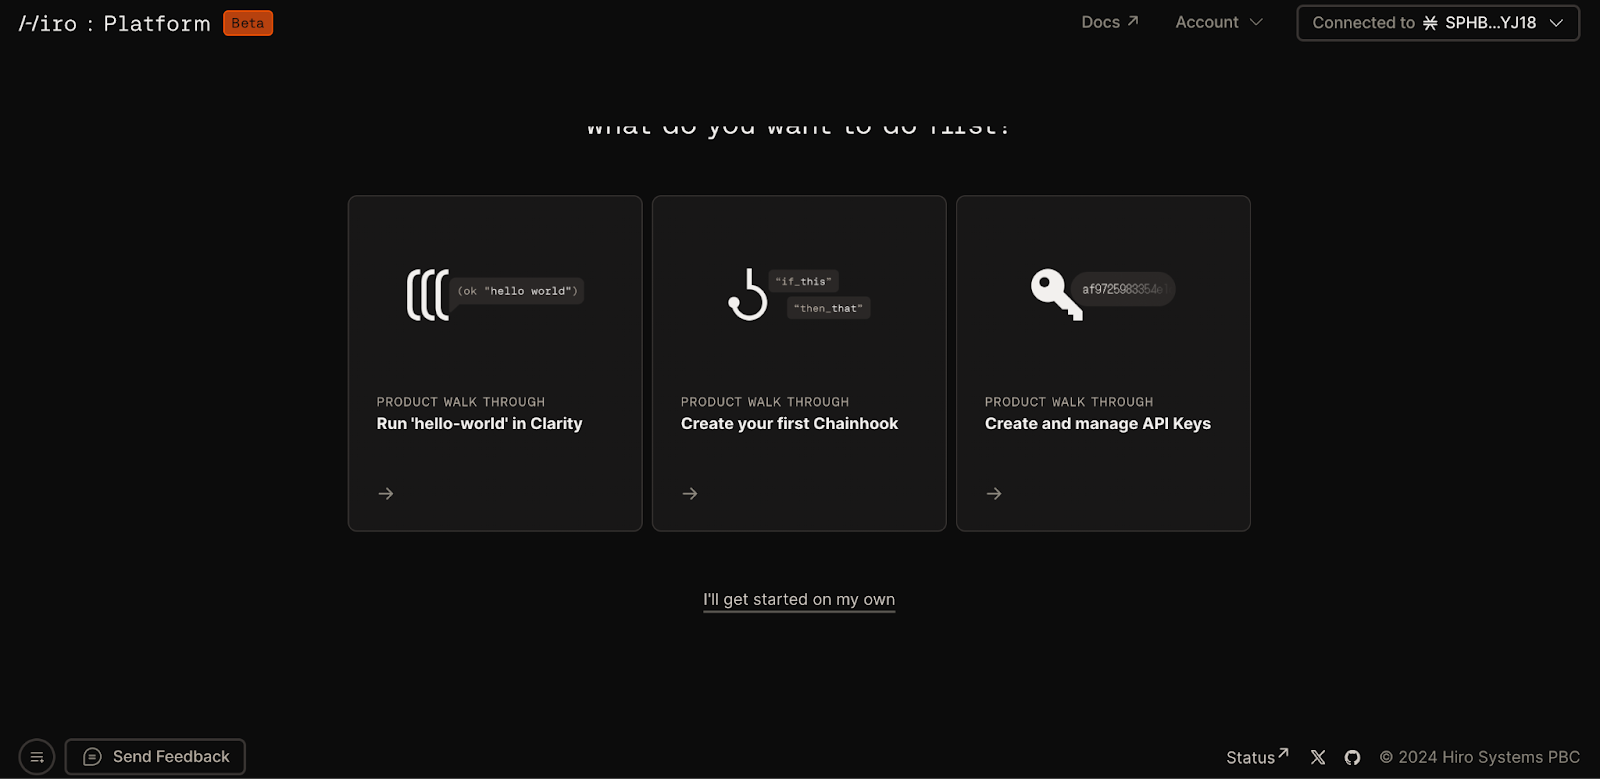 Hiro : Platform Beta
Docs
Account
Connected to SPHB...YJ18
What do you want to do first?
(ok "hello world")
"if_this"
"then_that"
af9725983354e
PRODUCT WALK THROUGH
Run 'hello-world' in Clarity
PRODUCT WALK THROUGH
Create your first Chainhook
PRODUCT WALK THROUGH
Create and manage API Keys
I'll get started on my own
Send Feedback
Status
© 2024 Hiro Systems PBC